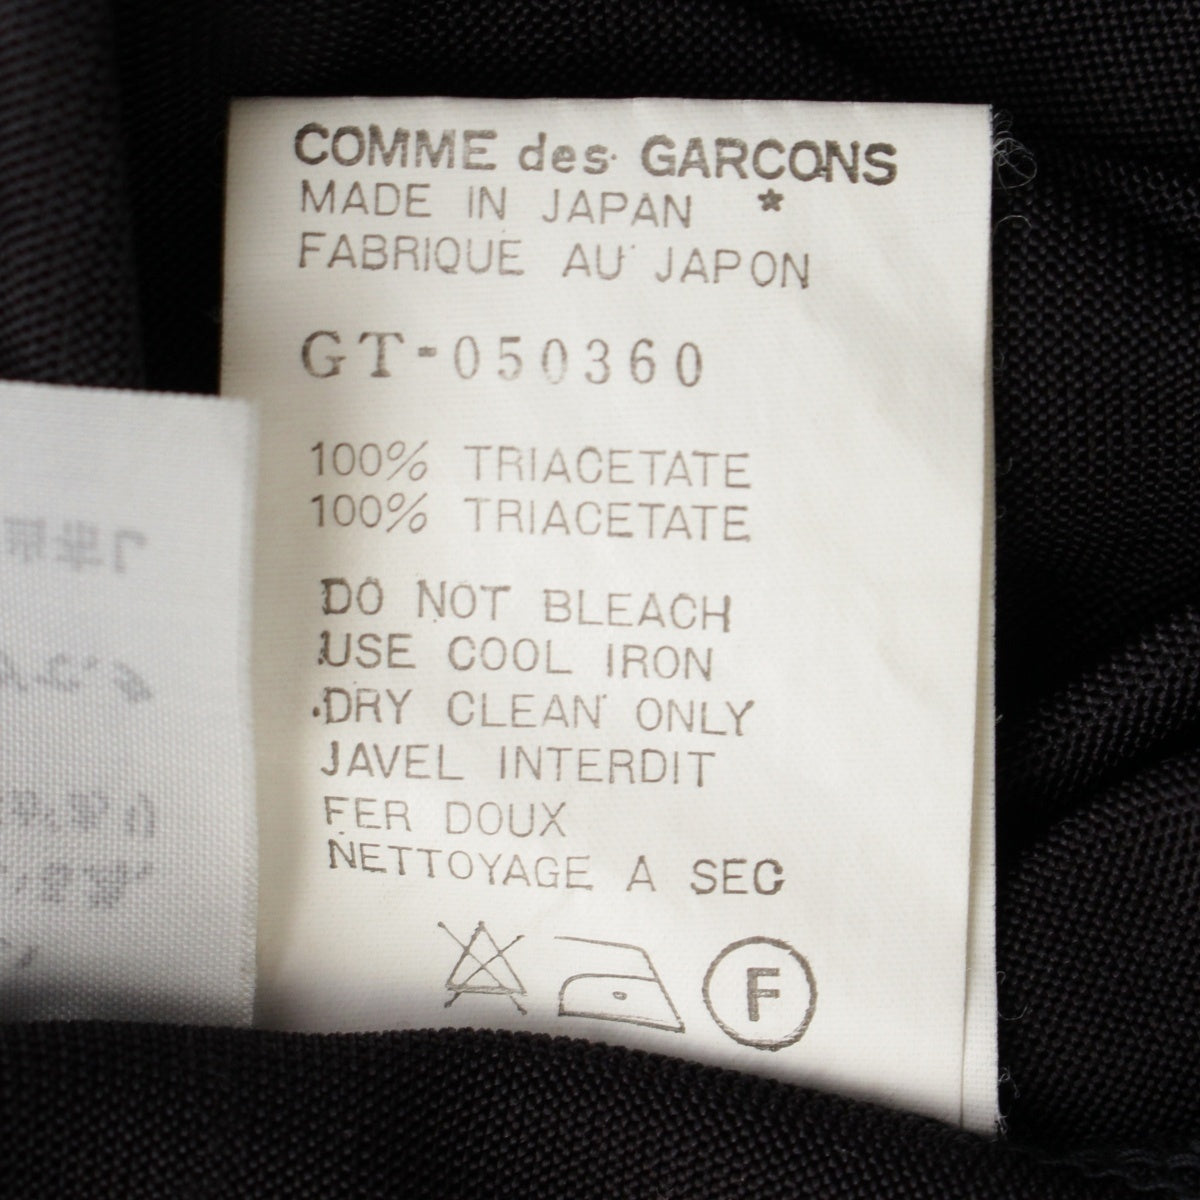 COMME des GARCONS
MADE IN JAPAN *
FABRIQUE AU JAPON
GT-050360
100% TRIACETATE
100% TRIACETATE
DO NOT BLEACH
USE COOL IRON
DRY CLEAN ONLY
JAVEL INTERDIT
FER DOUX
NETTOYAGE A SEC
F